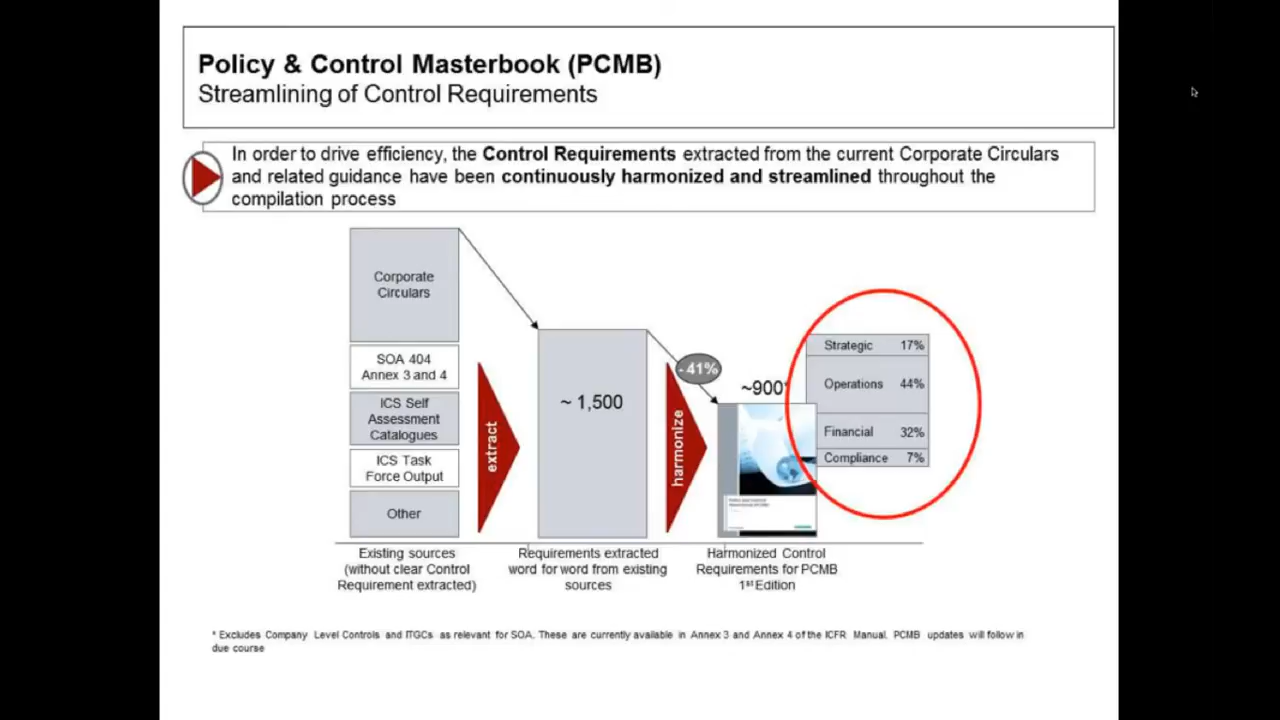 Policy & Control Masterbook (PCMB)
Streamlining of Control Requirements
In order to drive efficiency, the Control Requirements extracted from the current Corporate Circulars
and related guidance have been continuously harmonized and streamlined throughout the
compilation process
Corporate
Circulars
SOA 404
Annex 3 and 4
ICS Self
Assessment
Catalogues
ICS Task
Force Output
Other
extract
~ 1,500
harmonize
- 41%
~900*
Strategic 17%
Operations 44%
Financial 32%
Compliance 7%
Policy and Control
Masterbook (PCMB)
Existing sources
(without clear Control
Requirement extracted)
Requirements extracted
word for word from existing
sources
Harmonized Control
Requirements for PCMB
1st Edition
* Excludes Company Level Controls and ITGCs as relevant for SOA. These are currently available in Annex 3 and Annex 4 of the ICFR Manual. PCMB updates will follow in
due course